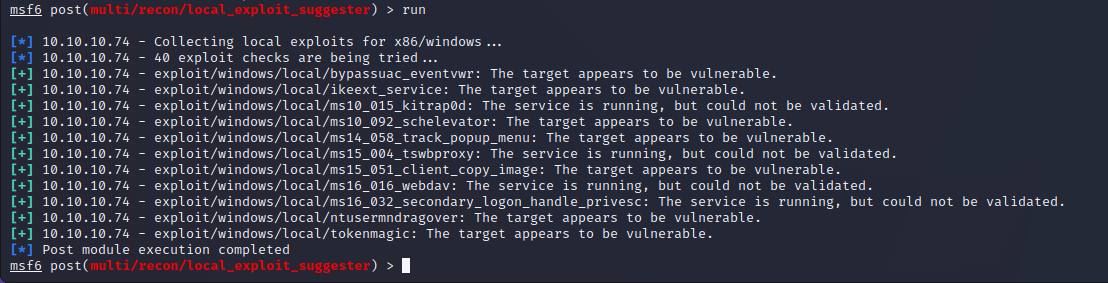 msf6 post(multi/recon/local_exploit_suggester) > run
[*] 10.10.10.74 - Collecting local exploits for x86/windows...
[*] 10.10.10.74 - 40 exploit checks are being tried...
[+] 10.10.10.74 - exploit/windows/local/bypassuac_eventvwr: The target appears to be vulnerable.
[+] 10.10.10.74 - exploit/windows/local/ikeext_service: The target appears to be vulnerable.
[+] 10.10.10.74 - exploit/windows/local/ms10_015_kitrap0d: The service is running, but could not be validated.
[+] 10.10.10.74 - exploit/windows/local/ms10_092_schelevator: The target appears to be vulnerable.
[+] 10.10.10.74 - exploit/windows/local/ms14_058_track_popup_menu: The target appears to be vulnerable.
[+] 10.10.10.74 - exploit/windows/local/ms15_004_tswbproxy: The service is running, but could not be validated.
[+] 10.10.10.74 - exploit/windows/local/ms15_051_client_copy_image: The target appears to be vulnerable.
[+] 10.10.10.74 - exploit/windows/local/ms16_016_webdav: The service is running, but could not be validated.
[+] 10.10.10.74 - exploit/windows/local/ms16_032_secondary_logon_handle_privesc: The service is running, but could not be validated.
[+] 10.10.10.74 - exploit/windows/local/ntusermndragover: The target appears to be vulnerable.
[+] 10.10.10.74 - exploit/windows/local/tokenmagic: The target appears to be vulnerable.
[*] Post module execution completed
msf6 post(multi/recon/local_exploit_suggester) >